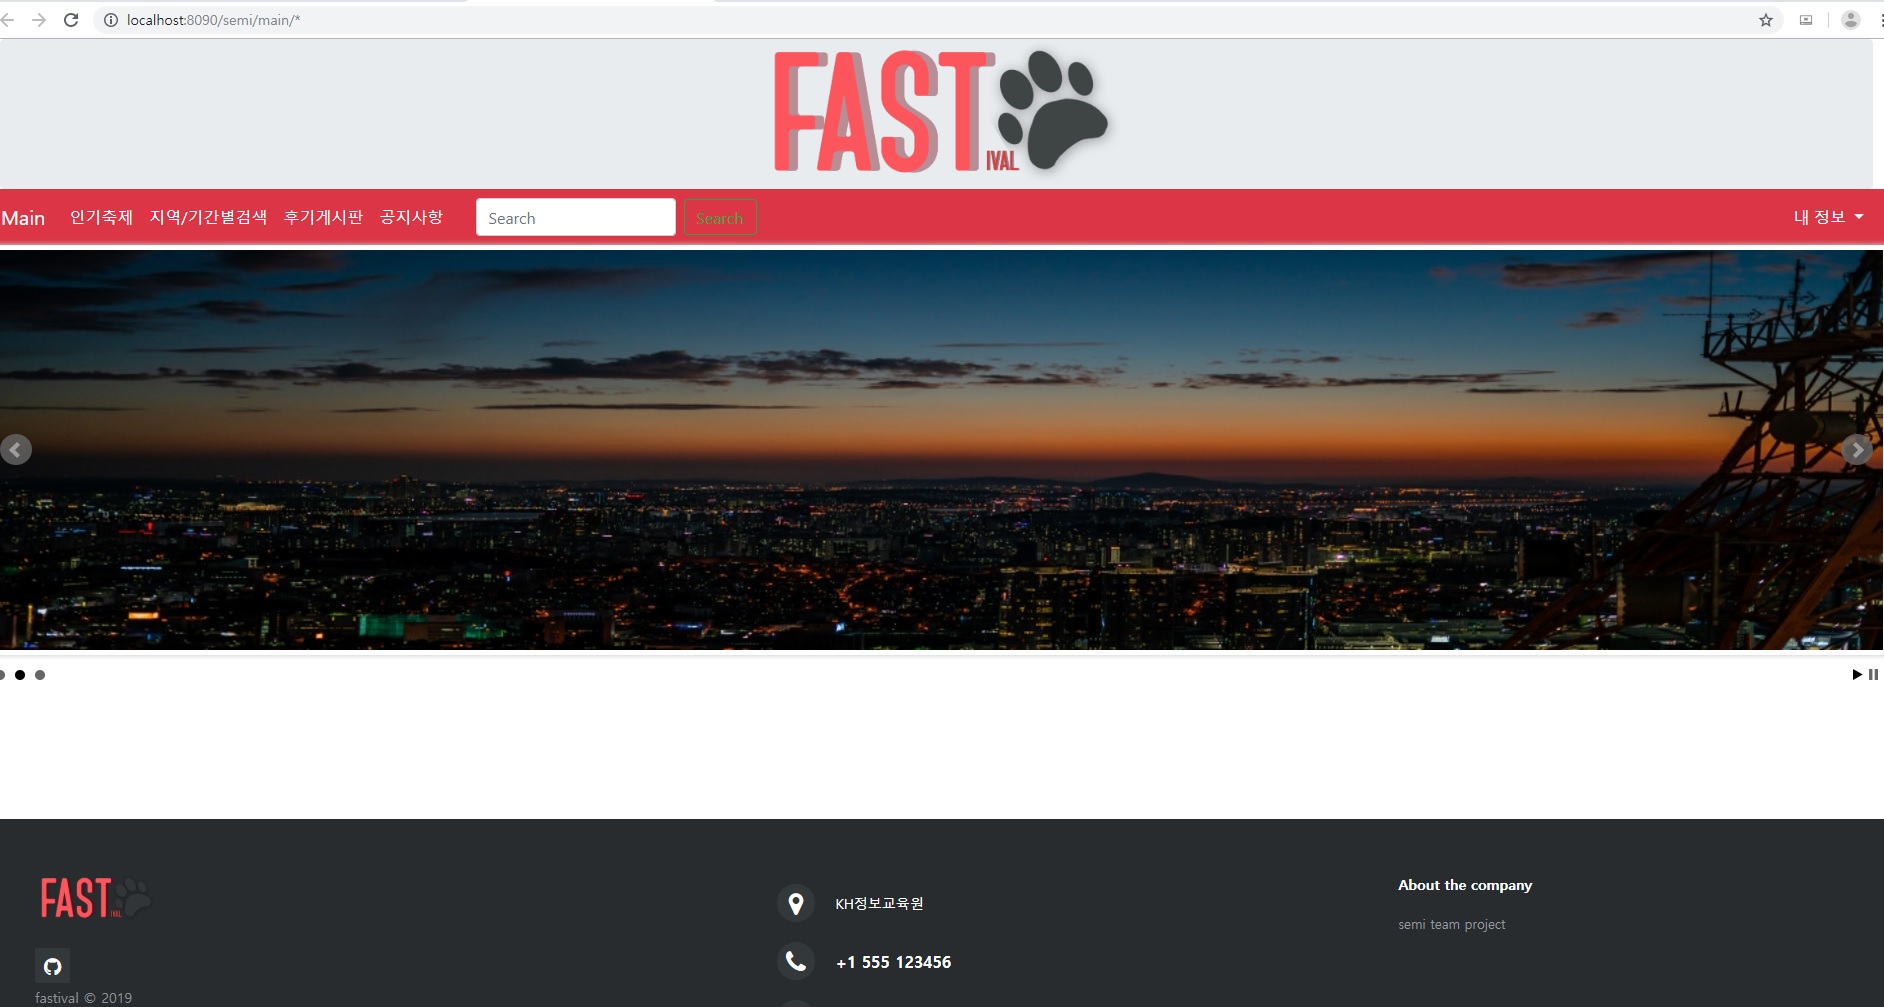 localhost:8090/semi/main/*
FAST
IVAL
Main 인기축제 지역/기간별검색 후기게시판 공지사항 Search Search 내 정보
FAST
IVAL
KH정보교육원
+1 555 123456
About the company
semi team project
fastival © 2019